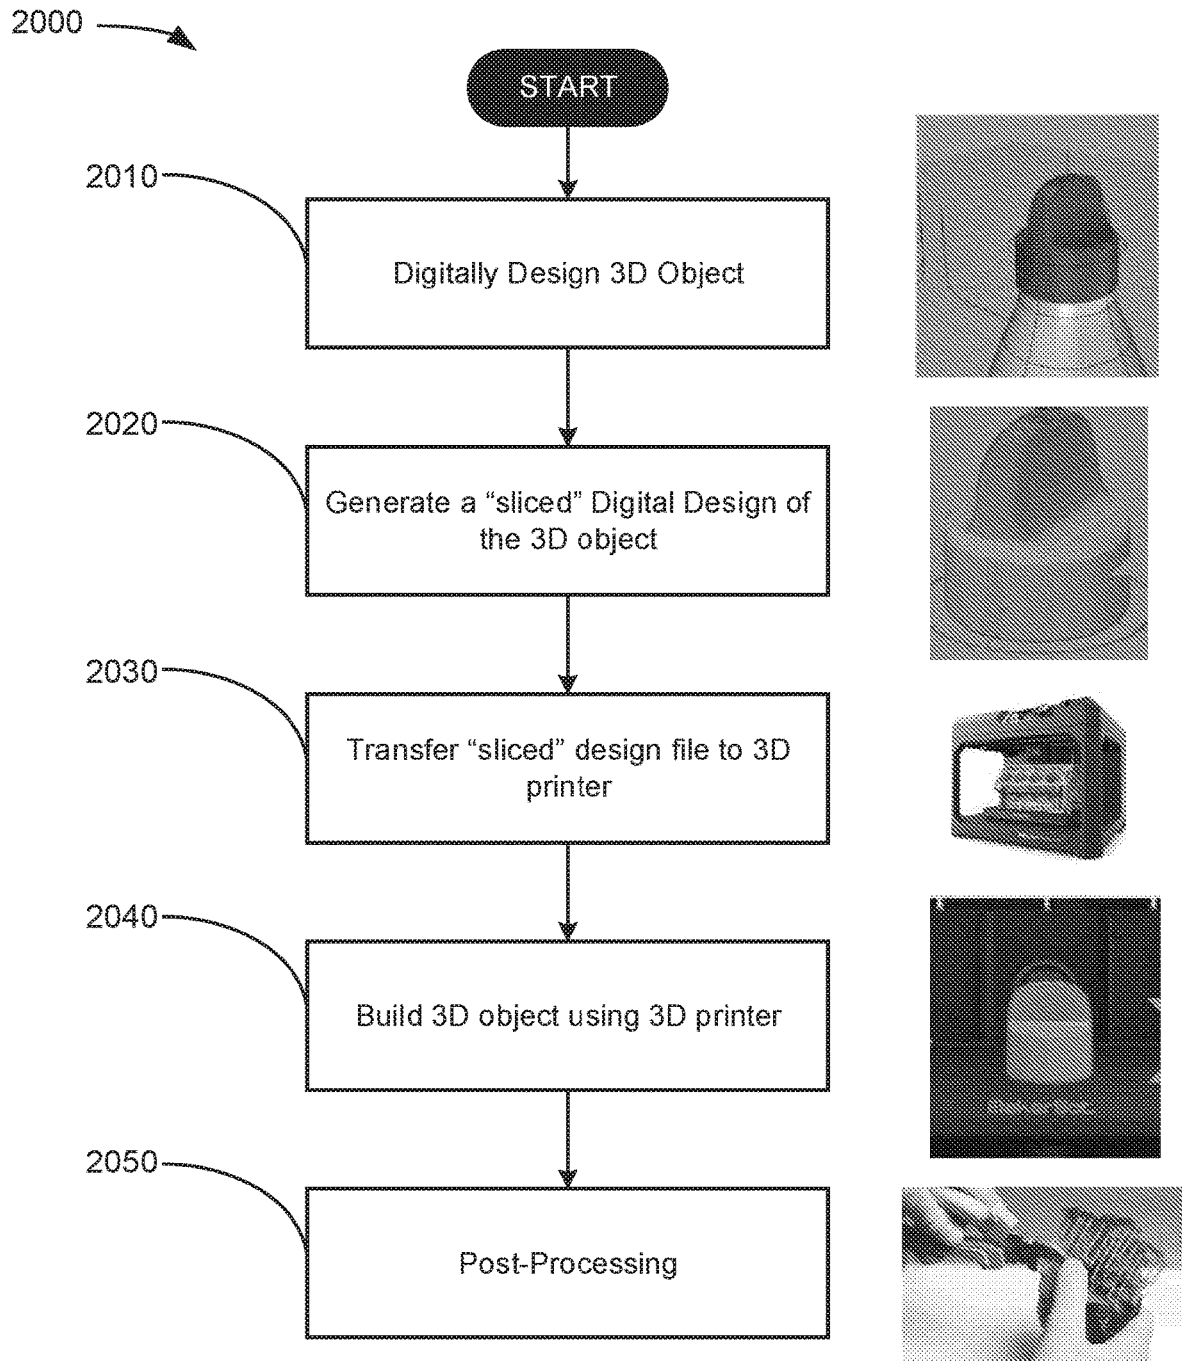 2000
START
2010
Digitally Design 3D Object
2020
Generate a “sliced” Digital Design of
the 3D object
2030
Transfer “sliced” design file to 3D
printer
2040
Build 3D object using 3D printer
2050
Post-Processing